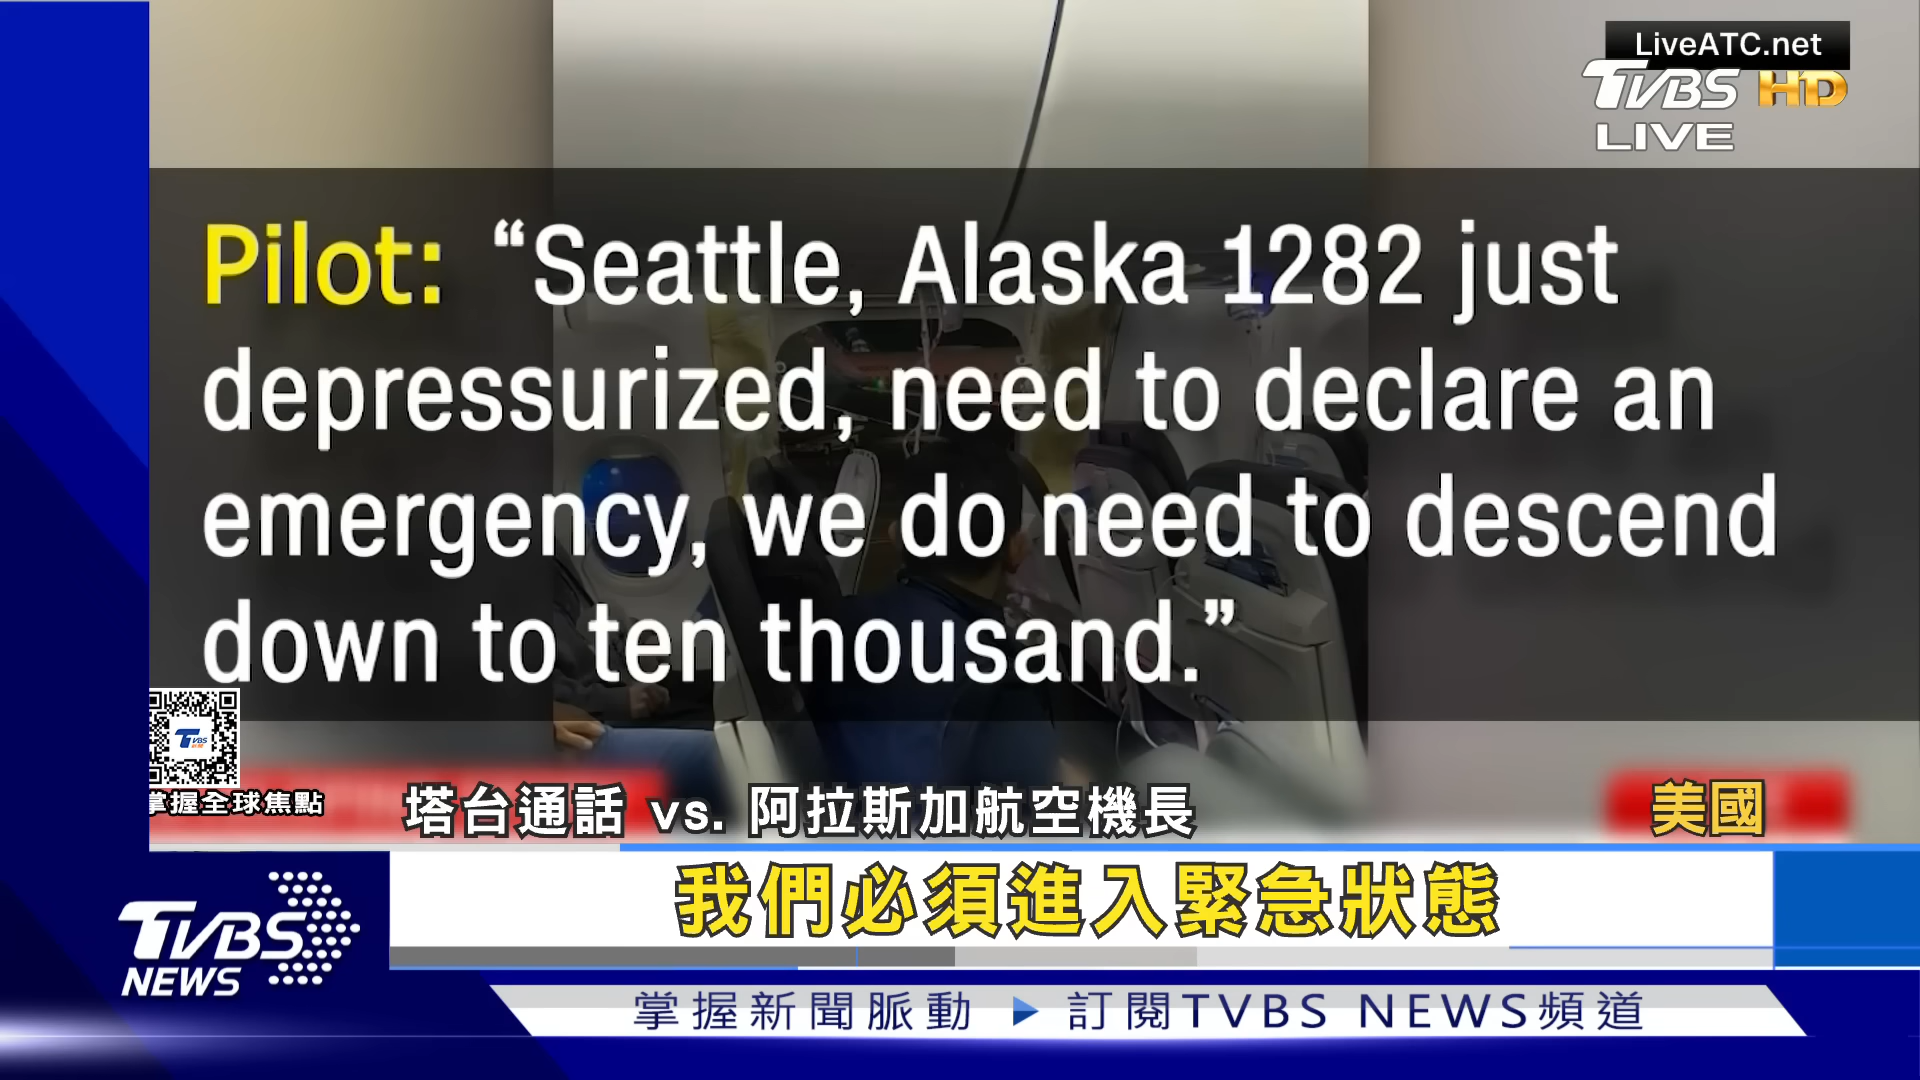 LiveATC.net
TVBS HD
LIVE
Pilot: “Seattle, Alaska 1282 just
depressurized, need to declare an
emergency, we do need to descend
down to ten thousand.”
TVBS
掌握全球焦點
塔台通話 vs. 阿拉斯加航空機長
美國
我們必須進入緊急狀態
TVBS
NEWS
掌握新聞脈動 ▶ 訂閱TVBS NEWS頻道